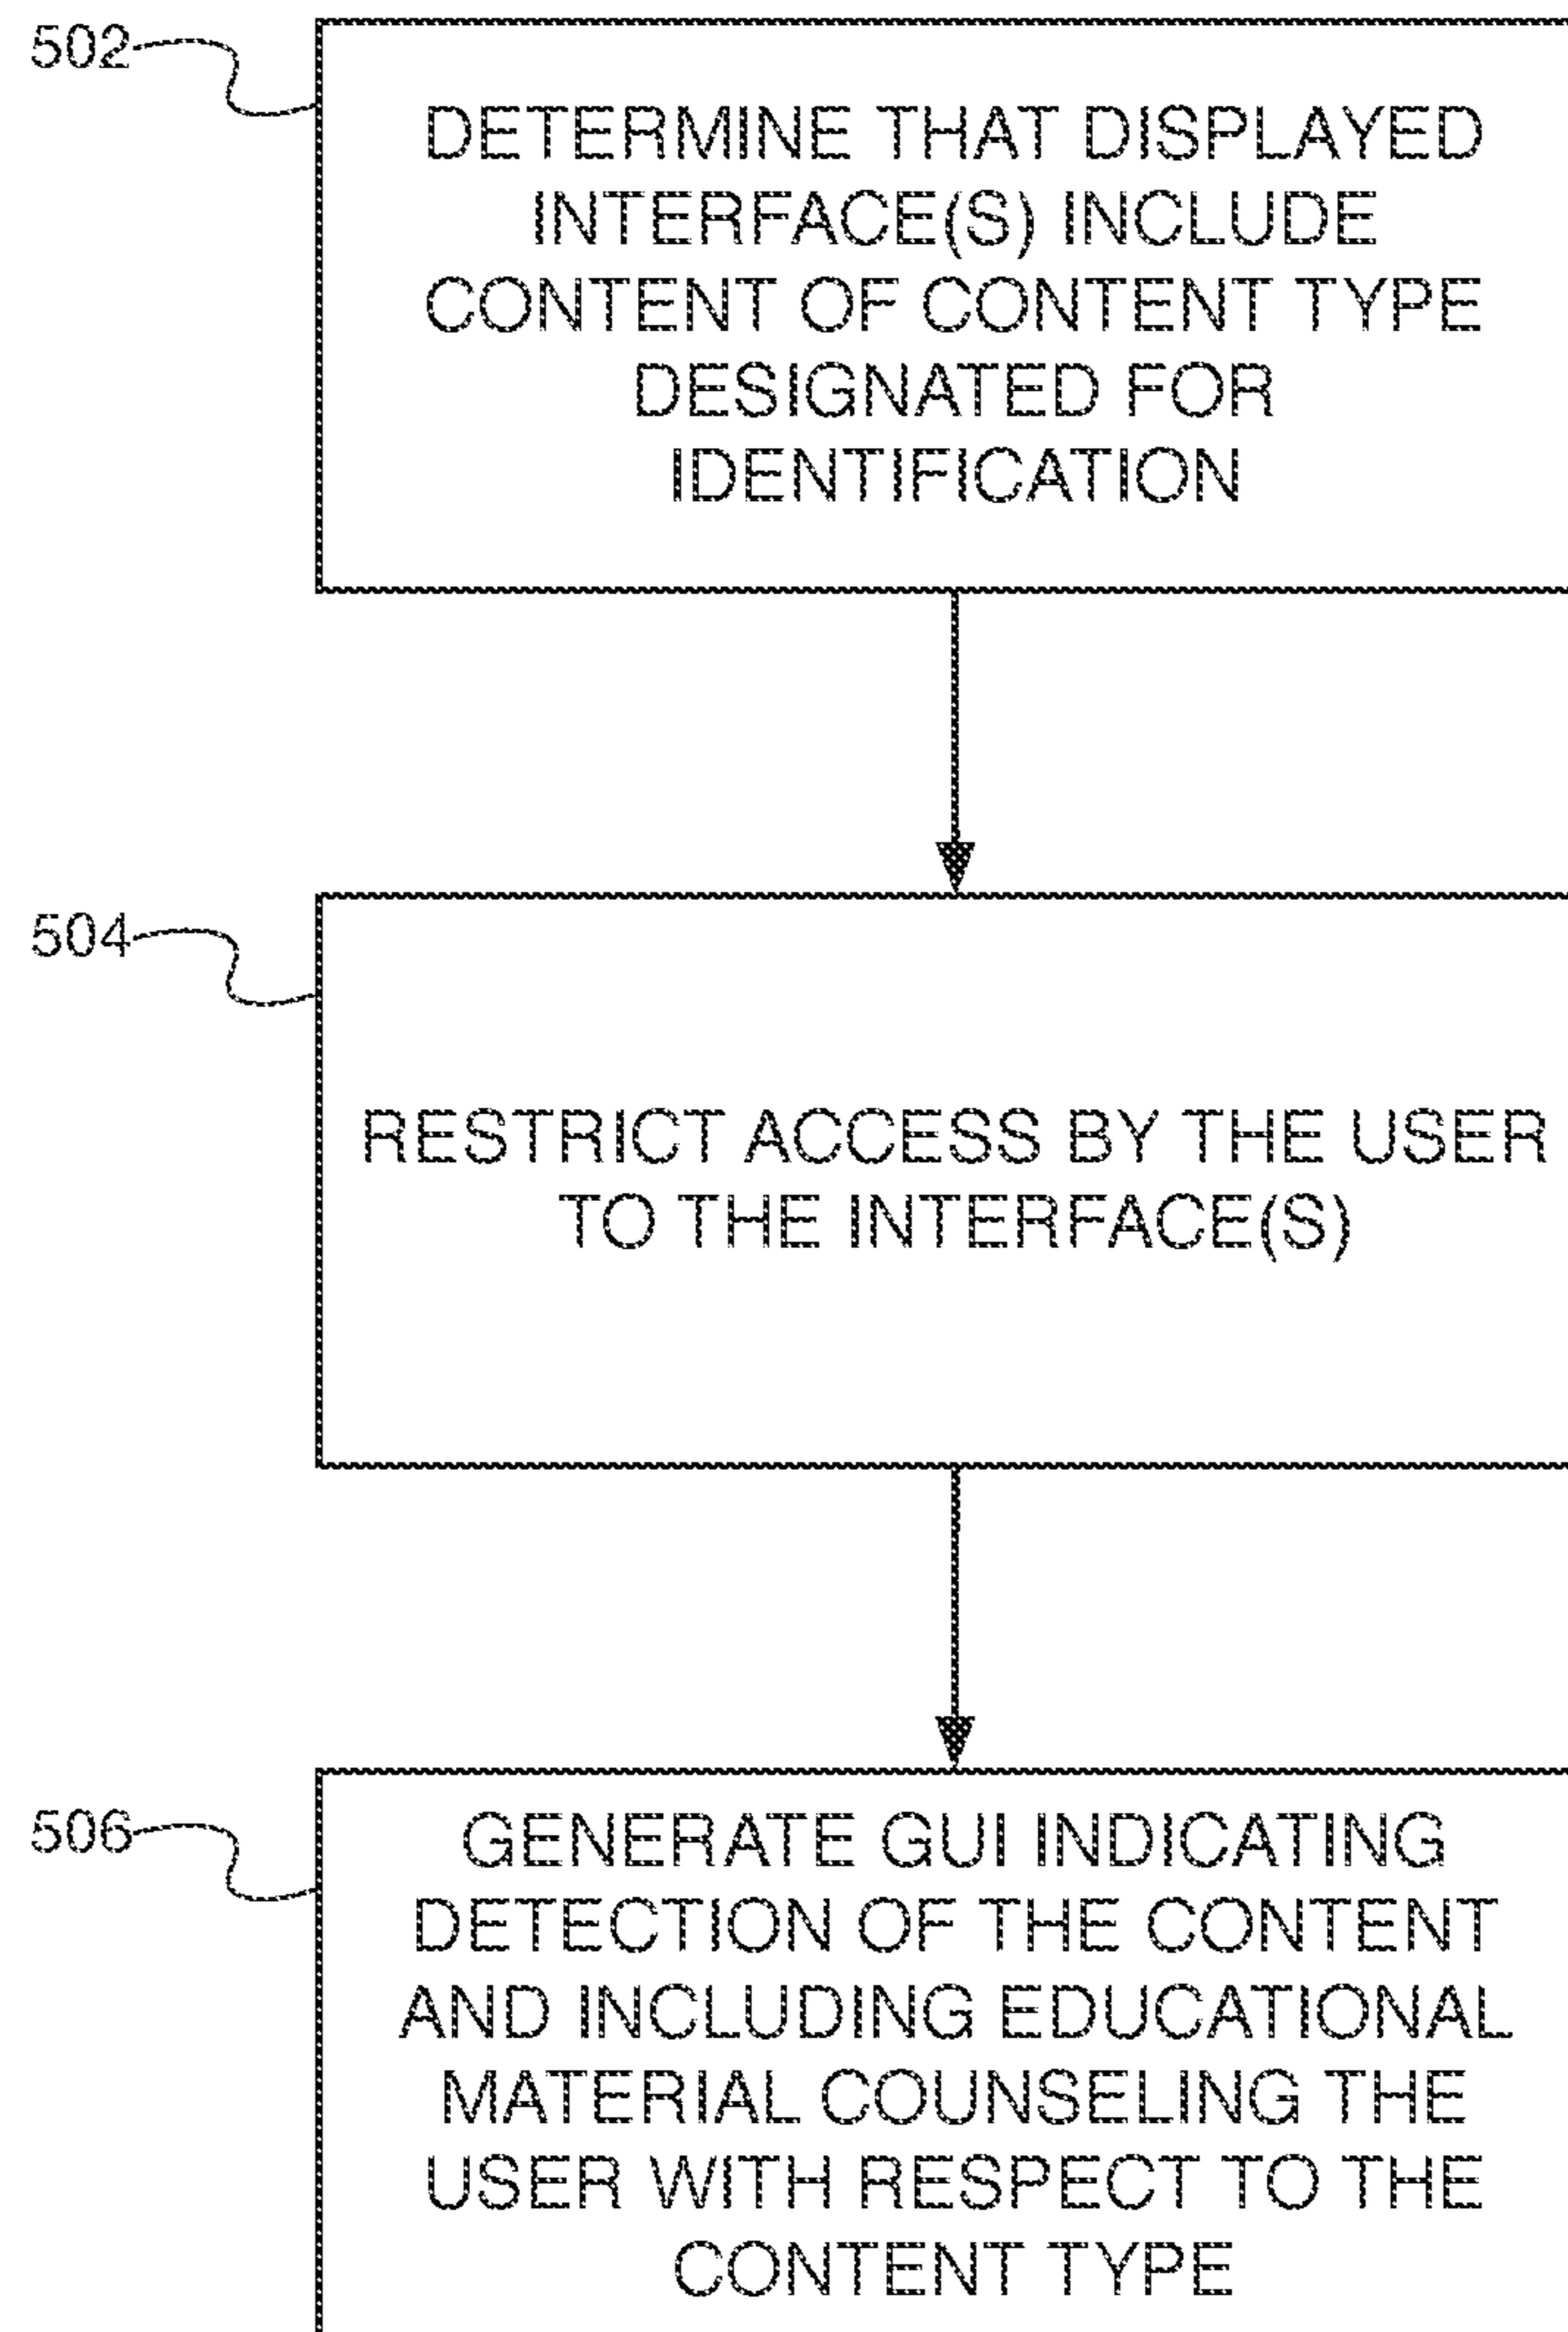 502
DETERMINE THAT DISPLAYED
INTERFACE(S) INCLUDE
CONTENT OF CONTENT TYPE
DESIGNATED FOR
IDENTIFICATION
504
RESTRICT ACCESS BY THE USER
TO THE INTERFACE(S)
506
GENERATE GUI INDICATING
DETECTION OF THE CONTENT
AND INCLUDING EDUCATIONAL
MATERIAL COUNSELING THE
USER WITH RESPECT TO THE
CONTENT TYPE